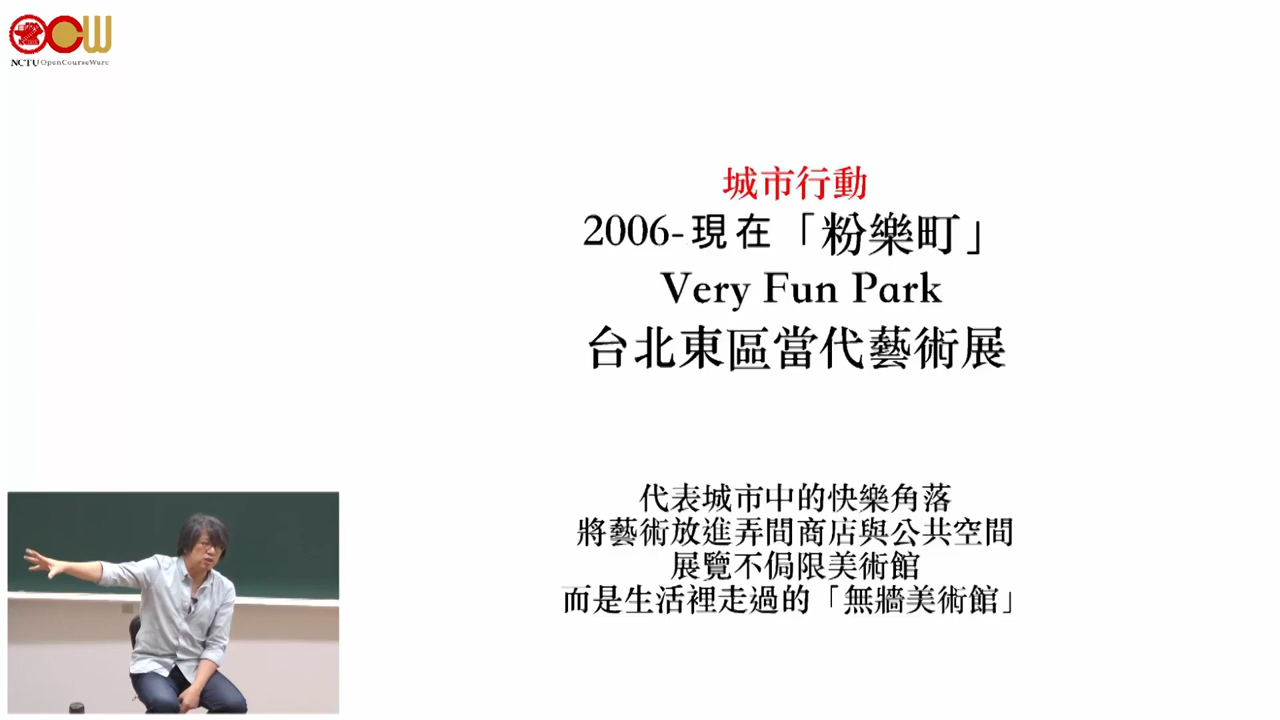 OCW
NCTU OpenCourseWare
城市行動
2006-現在「粉樂町」
Very Fun Park
台北東區當代藝術展
代表城市中的快樂角落
將藝術放進弄間商店與公共空間
展覽不侷限美術館
而是生活裡走過的「無牆美術館」